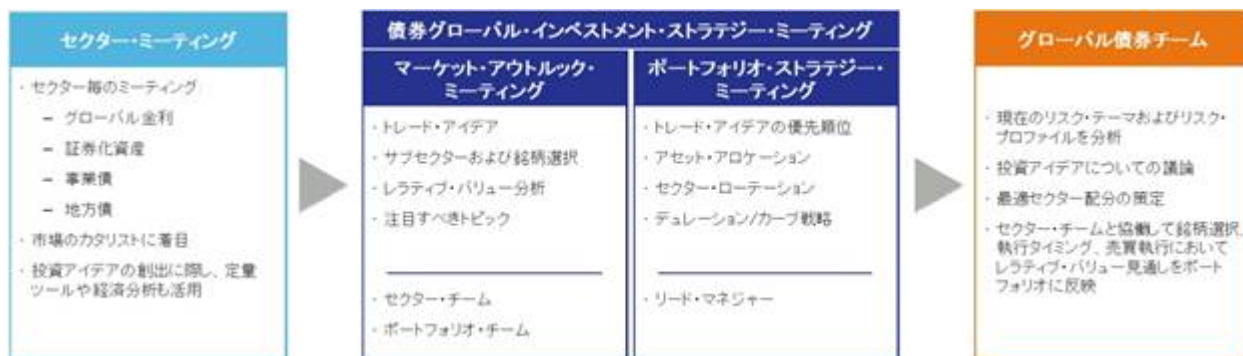 セクター・ミーティング
・セクター毎のミーティング
－ グローバル金利
－ 証券化資産
－ 事業債
－ 地方債
・市場のカタリストに着目
・投資アイデアの創出に際し、定量
ツールや経済分析も活用
債券グローバル・インベストメント・ストラテジー・ミーティング
マーケット・アウトルック・
ミーティング
・トレード・アイデア
・サブセクターおよび銘柄選択
・レラティブ・バリュー分析
・注目すべきトピック
・セクター・チーム
・ポートフォリオ・チーム
ポートフォリオ・ストラテジー・
ミーティング
・トレード・アイデアの優先順位
・アセット・アロケーション
・セクター・ローテーション
・デュレーション/カーブ戦略
・リード・マネジャー
グローバル債券チーム
・現在のリスク・テーマおよびリスク・
プロファイルを分析
・投資アイデアについての議論
・最適セクター配分の策定
・セクター・チームと協働して銘柄選択、
執行タイミング、売買執行において
レラティブ・バリュー見通しをポート
フォリオに反映